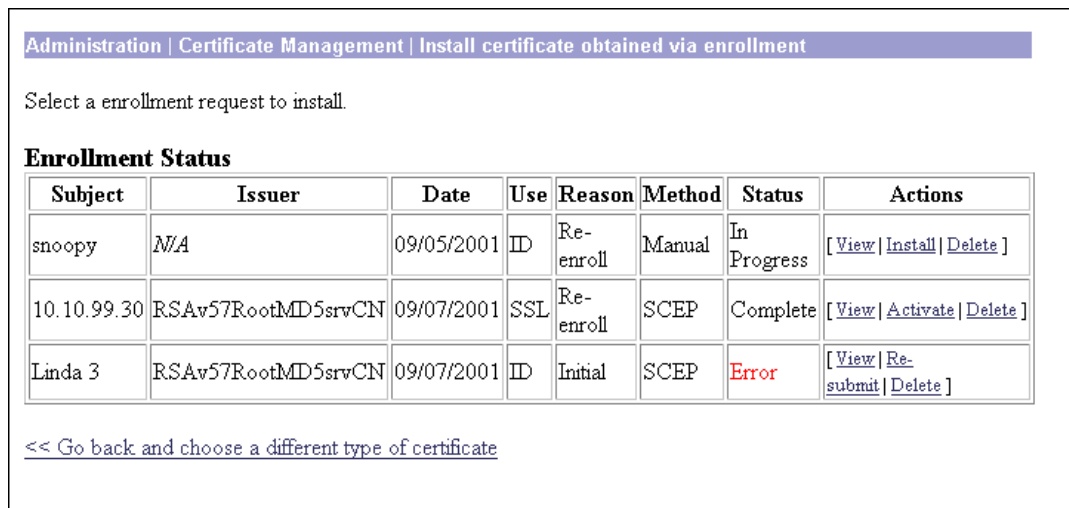 Administration | Certificate Management | Install certificate obtained via enrollment
Select a enrollment request to install.
Enrollment Status
Subject Issuer Date Use Reason Method Status Actions
snoopy N/A 09/05/2001 ID Re-enroll Manual In Progress [ View | Install | Delete ]
10.10.99.30 RSAv57RootMD5srvCN 09/07/2001 SSL Re-enroll SCEP Complete [ View | Activate | Delete ]
Linda 3 RSAv57RootMD5srvCN 09/07/2001 ID Initial SCEP Error [ View | Re-submit | Delete ]
<< Go back and choose a different type of certificate